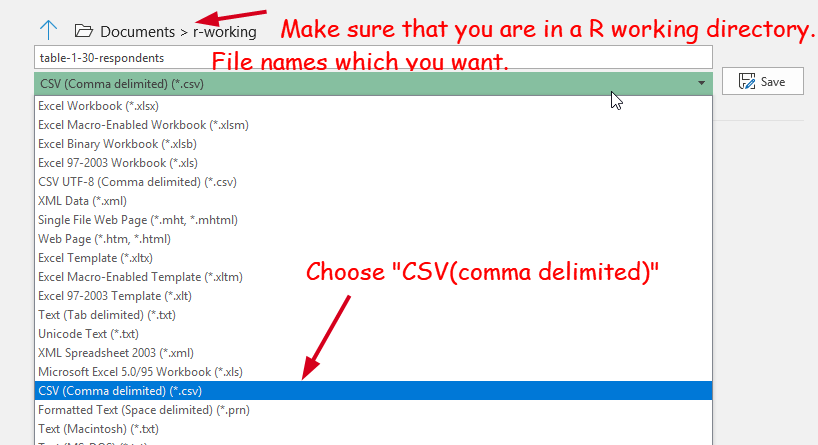 Documents > r-working
Make sure that you are in a R working directory.
table-1-30-respondents
File names which you want.
CSV (Comma delimited) (*.csv)
Save
Excel Workbook (*.xlsx)
Excel Macro-Enabled Workbook (*.xlsm)
Excel Binary Workbook (*.xlsb)
Excel 97-2003 Workbook (*.xls)
CSV UTF-8 (Comma delimited) (*.csv)
XML Data (*.xml)
Single File Web Page (*.mht, *.mhtml)
Web Page (*.htm, *.html)
Excel Template (*.xltx)
Excel Macro-Enabled Template (*.xltm)
Excel 97-2003 Template (*.xlt)
Choose "CSV(comma delimited)"
Text (Tab delimited) (*.txt)
Unicode Text (*.txt)
XML Spreadsheet 2003 (*.xml)
Microsoft Excel 5.0/95 Workbook (*.xls)
CSV (Comma delimited) (*.csv)
Formatted Text (Space delimited) (*.prn)
Text (Macintosh) (*.txt)
Text (MS-DOS) (*.txt)